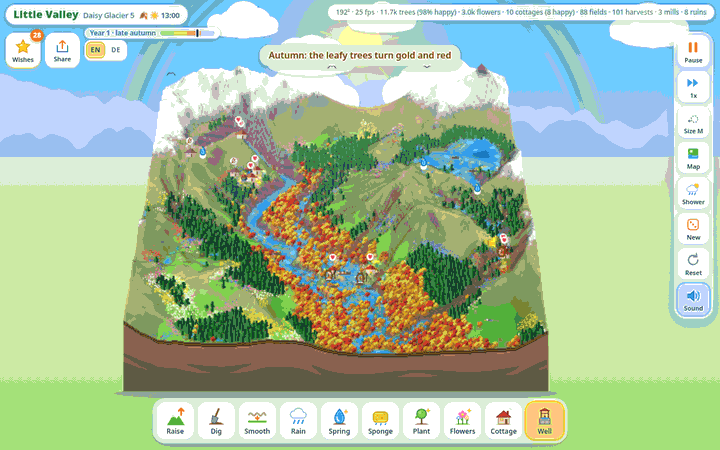 Little Valley Daisy Glacier 5 13:00
192² · 25 fps · 11.7k trees (98% happy) · 3.0k flowers · 10 cottages (8 happy) · 88 fields · 101 harvests · 3 mills · 8 ruins
Year 1 · late autumn
28
Wishes
Share
EN DE
Autumn: the leafy trees turn gold and red
Pause
1x
Size M
Map
Shower
New
Reset
Sound
Raise Dig Smooth Rain Spring Sponge Plant Flowers Cottage Well